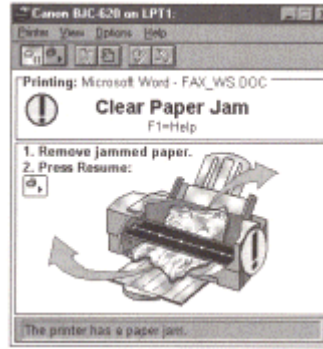 Canon BJC-620 on LPT1:
Printer View Options Help
Printing: Microsoft Word - FAX_WS.DOC
Clear Paper Jam
F1=Help
1. Remove jammed paper.
2. Press Resume:
The printer has a paper jam.